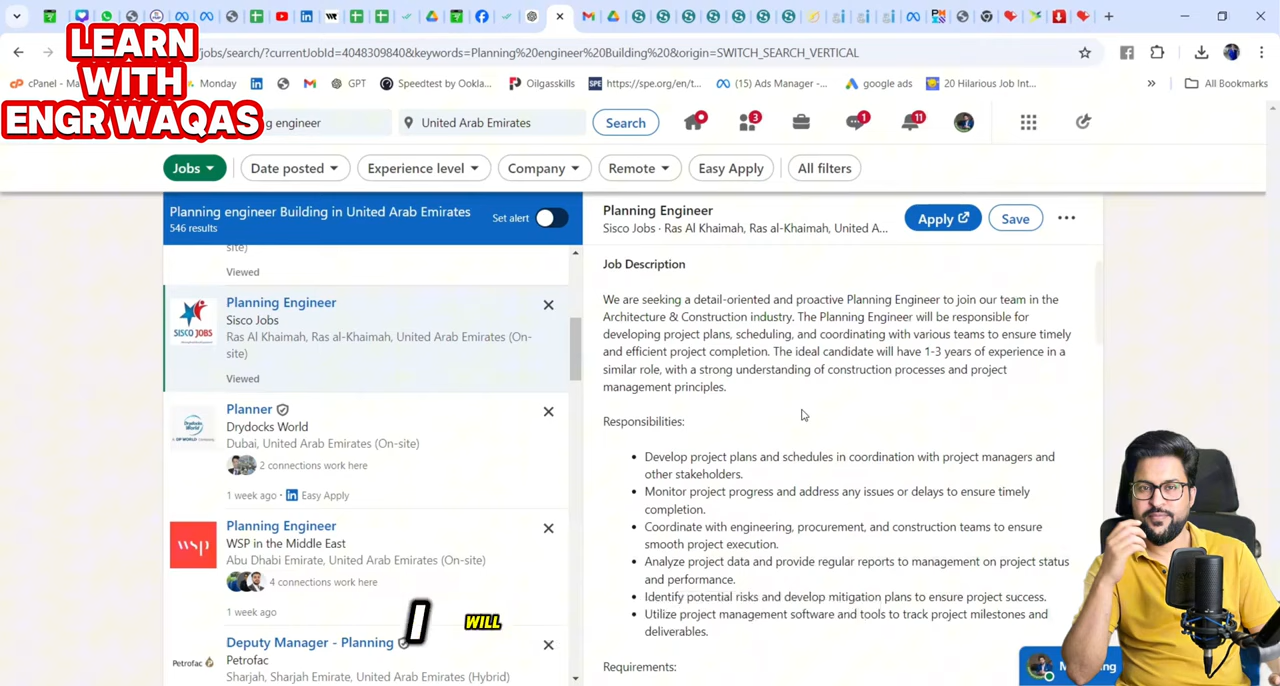 LEARN
WITH
ENGR WAQAS
jobs/search/?currentJobId=4048309840&keywords=Planning%20engineer%20Building%20&origin=SWITCH_SEARCH_VERTICAL
cPanel - M
Monday
GPT
Speedtest by Ookla...
Oilgasskills
SPE
https://spe.org/en/t...
(15) Ads Manager -...
google ads
20 Hilarious Job Int...
»
All Bookmarks
engineer
United Arab Emirates
Search
3
1
11
Jobs
Date posted
Experience level
Company
Remote
Easy Apply
All filters
Planning engineer Building in United Arab Emirates
546 results
Set alert
site)
Viewed
SISCO JOBS
Planning Engineer
Sisco Jobs
Ras Al Khaimah, Ras al-Khaimah, United Arab Emirates (On-
site)
Viewed
Planner
Drydocks World
Dubai, United Arab Emirates (On-site)
2 connections work here
1 week ago · Easy Apply
wsp
Planning Engineer
WSP in the Middle East
Abu Dhabi Emirate, United Arab Emirates (On-site)
4 connections work here
1 week ago
Petrofac
Deputy Manager - Planning
Petrofac
Sharjah, Sharjah Emirate, United Arab Emirates (Hybrid)
Planning Engineer
Sisco Jobs · Ras Al Khaimah, Ras al-Khaimah, United A...
Apply
Save
Job Description
We are seeking a detail-oriented and proactive Planning Engineer to join our team in the
Architecture & Construction industry. The Planning Engineer will be responsible for
developing project plans, scheduling, and coordinating with various teams to ensure timely
and efficient project completion. The ideal candidate will have 1-3 years of experience in a
similar role, with a strong understanding of construction processes and project
management principles.
Responsibilities:
Develop project plans and schedules in coordination with project managers and
other stakeholders.
Monitor project progress and address any issues or delays to ensure timely
completion.
Coordinate with engineering, procurement, and construction teams to ensure
smooth project execution.
Analyze project data and provide regular reports to management on project status
and performance.
Identify potential risks and develop mitigation plans to ensure project success.
Utilize project management software and tools to track project milestones and
deliverables.
Requirements:
I WILL